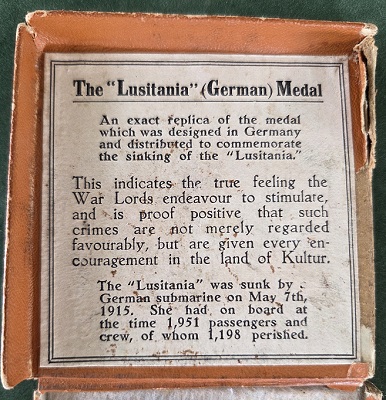 The "Lusitania" (German) Medal
An exact replica of the medal
which was designed in Germany
and distributed to commemorate
the sinking of the "Lusitania."
This indicates the true feeling the
War Lords endeavour to stimulate,
and is proof positive that such
crimes are not merely regarded
favourably, but are given every en-
couragement in the land of Kultur.
The "Lusitania" was sunk by a
German submarine on May 7th,
1915. She had on board at
the time 1,951 passengers and
crew, of whom 1,198 perished.